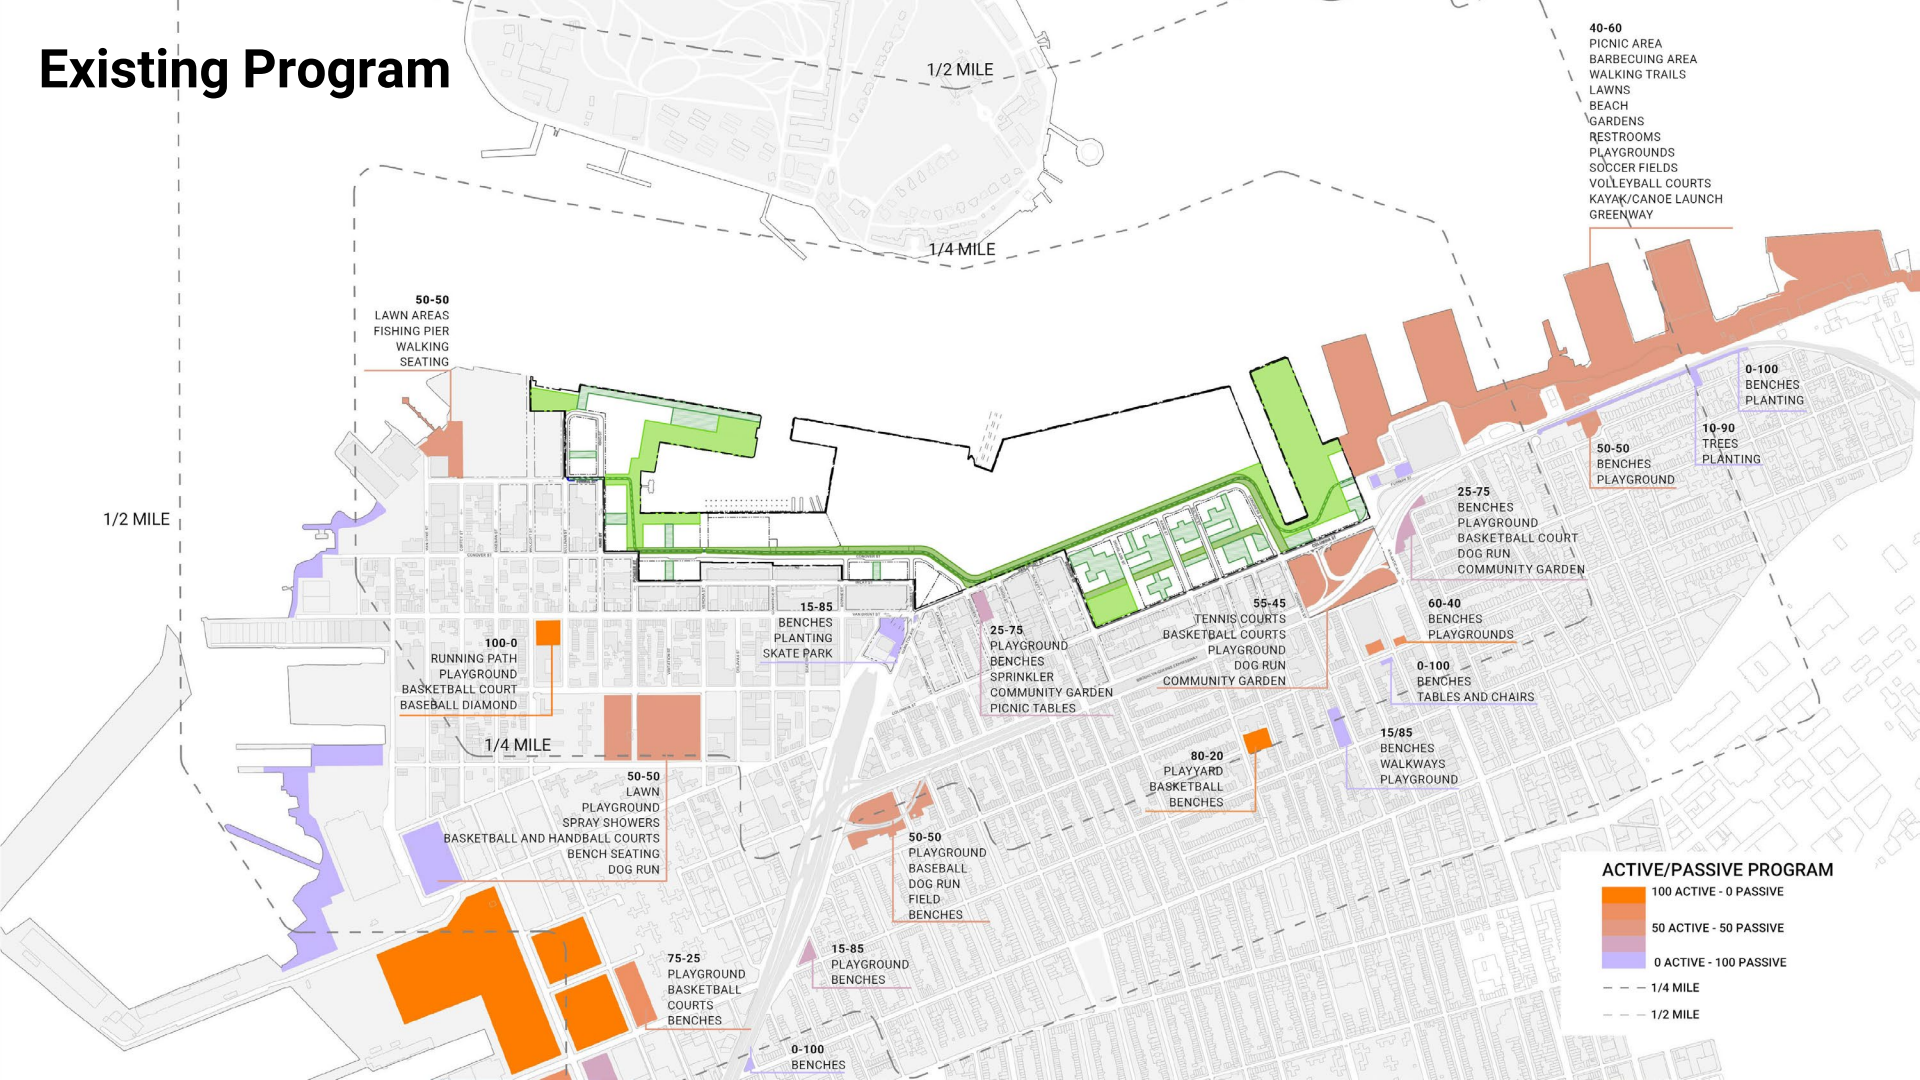 Existing Program
1/2 MILE
1/4 MILE
40-60
PICNIC AREA
BARBECUING AREA
WALKING TRAILS
LAWNS
BEACH
GARDENS
RESTROOMS
PLAYGROUNDS
SOCCER FIELDS
VOLLEYBALL COURTS
KAYAK/CANOE LAUNCH
GREENWAY
50-50
LAWN AREAS
FISHING PIER
WALKING
SEATING
0-100
BENCHES
PLANTING
10-90
TREES
PLANTING
50-50
BENCHES
PLAYGROUND
25-75
BENCHES
PLAYGROUND
BASKETBALL COURT
DOG RUN
COMMUNITY GARDEN
1/2 MILE
CONOVER ST
VAN BRUNT ST
COLUMBIA ST
15-85
BENCHES
PLANTING
SKATE PARK
25-75
PLAYGROUND
BENCHES
SPRINKLER
COMMUNITY GARDEN
PICNIC TABLES
55-45
TENNIS COURTS
BASKETBALL COURTS
PLAYGROUND
DOG RUN
COMMUNITY GARDEN
60-40
BENCHES
PLAYGROUNDS
0-100
BENCHES
TABLES AND CHAIRS
100-0
RUNNING PATH
PLAYGROUND
BASKETBALL COURT
BASEBALL DIAMOND
1/4 MILE
15/85
BENCHES
WALKWAYS
PLAYGROUND
80-20
PLAYYARD
BASKETBALL
BENCHES
50-50
LAWN
PLAYGROUND
SPRAY SHOWERS
BASKETBALL AND HANDBALL COURTS
BENCH SEATING
DOG RUN
50-50
PLAYGROUND
BASEBALL
DOG RUN
FIELD
BENCHES
75-25
PLAYGROUND
BASKETBALL
COURTS
BENCHES
15-85
PLAYGROUND
BENCHES
0-100
BENCHES
ACTIVE/PASSIVE PROGRAM
100 ACTIVE - 0 PASSIVE
50 ACTIVE - 50 PASSIVE
0 ACTIVE - 100 PASSIVE
1/4 MILE
1/2 MILE